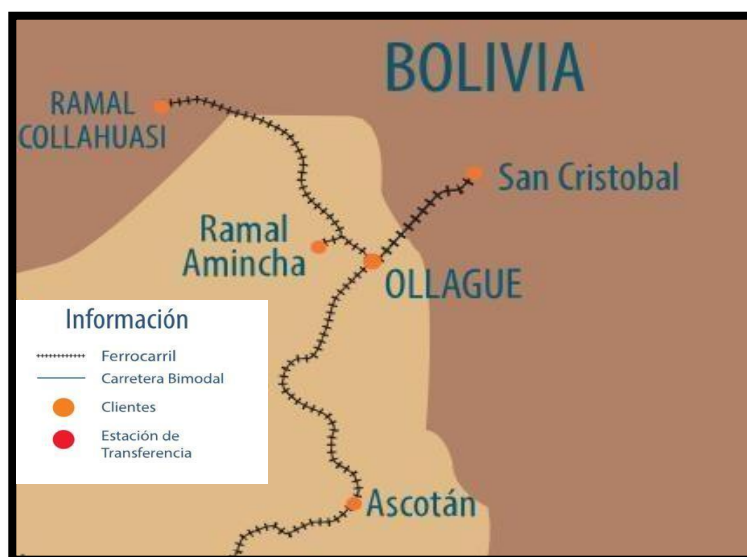 BOLIVIA
RAMAL
COLLAHUASI
San Cristobal
Ramal
Amincha
OLLAGUE
Información
Ferrocarril
Carretera Bimodal
Clientes
Estación de
Transferencia
Ascotán